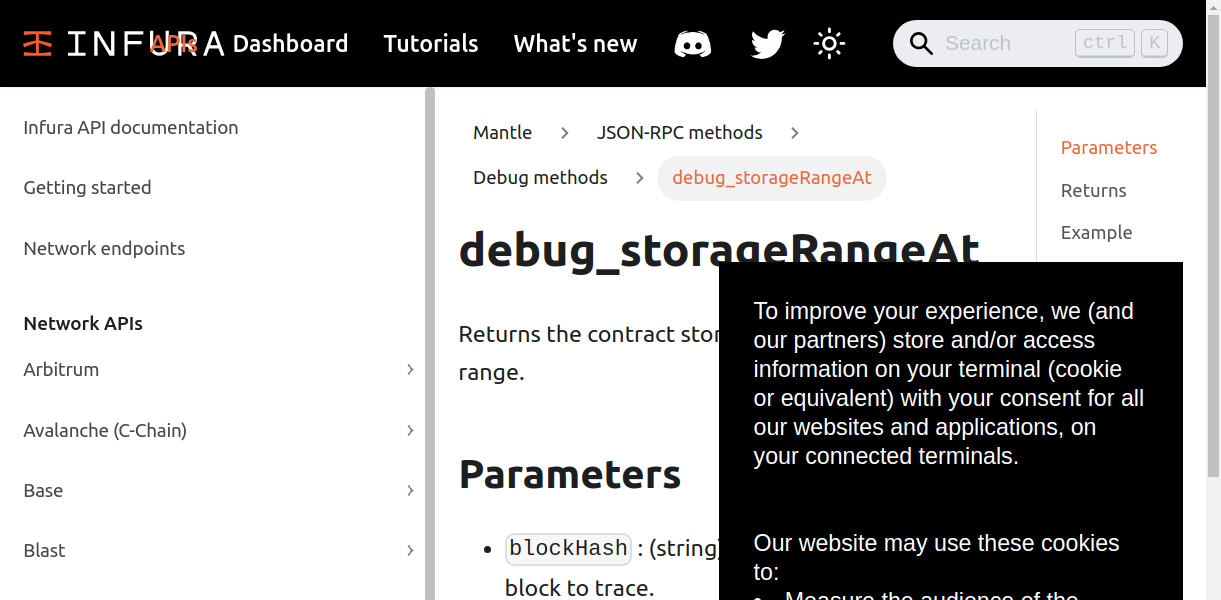 INFURA APIs Dashboard Tutorials What's new Search ctrl K
Infura API documentation
Getting started
Network endpoints
Network APIs
Arbitrum
Avalanche (C-Chain)
Base
Blast
Mantle JSON-RPC methods
Debug methods debug_storageRangeAt
debug_storageRangeAt
Returns the contract
range.
Parameters
blockHash : (string)
block to trace.
Parameters
Returns
Example
To improve your experience, we (and
our partners) store and/or access
information on your terminal (cookie
or equivalent) with your consent for all
our websites and applications, on
your connected terminals.
Our website may use these cookies
to:
Measure the audience of the